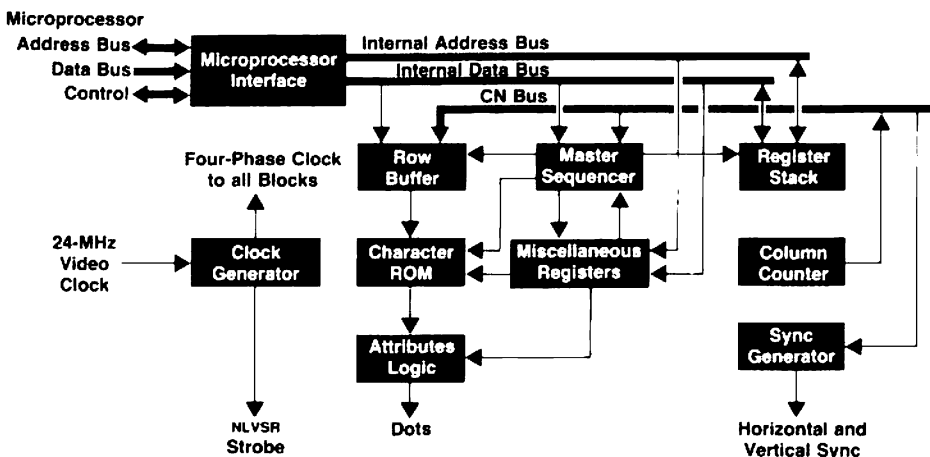 Microprocessor
Address Bus
Data Bus
Control
Microprocessor
Interface
Internal Address Bus
Internal Data Bus
CN Bus
Four-Phase Clock
to all Blocks
Row
Buffer
Master
Sequencer
Register
Stack
24-MHz
Video
Clock
Clock
Generator
Character
ROM
Miscellaneous
Registers
Column
Counter
Attributes
Logic
Sync
Generator
NLVSR
Strobe
Dots
Horizontal and
Vertical Sync